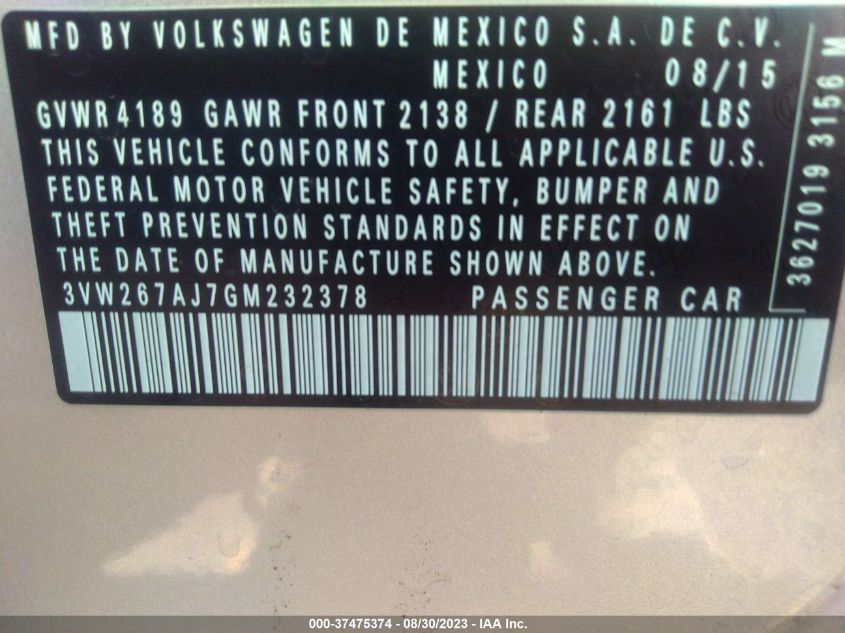 MFD BY VOLKSWAGEN DE MEXICO S.A. DE C.V.
MEXICO 08/15
GVWR 4189 GAWR FRONT 2138 / REAR 2161 LBS
THIS VEHICLE CONFORMS TO ALL APPLICABLE U.S.
FEDERAL MOTOR VEHICLE SAFETY, BUMPER AND
THEFT PREVENTION STANDARDS IN EFFECT ON
THE DATE OF MANUFACTURE SHOWN ABOVE.
3VW267AJ7GM232378 PASSENGER CAR
3627019 3156 M
000-37475374 - 08/30/2023 - IAA Inc.